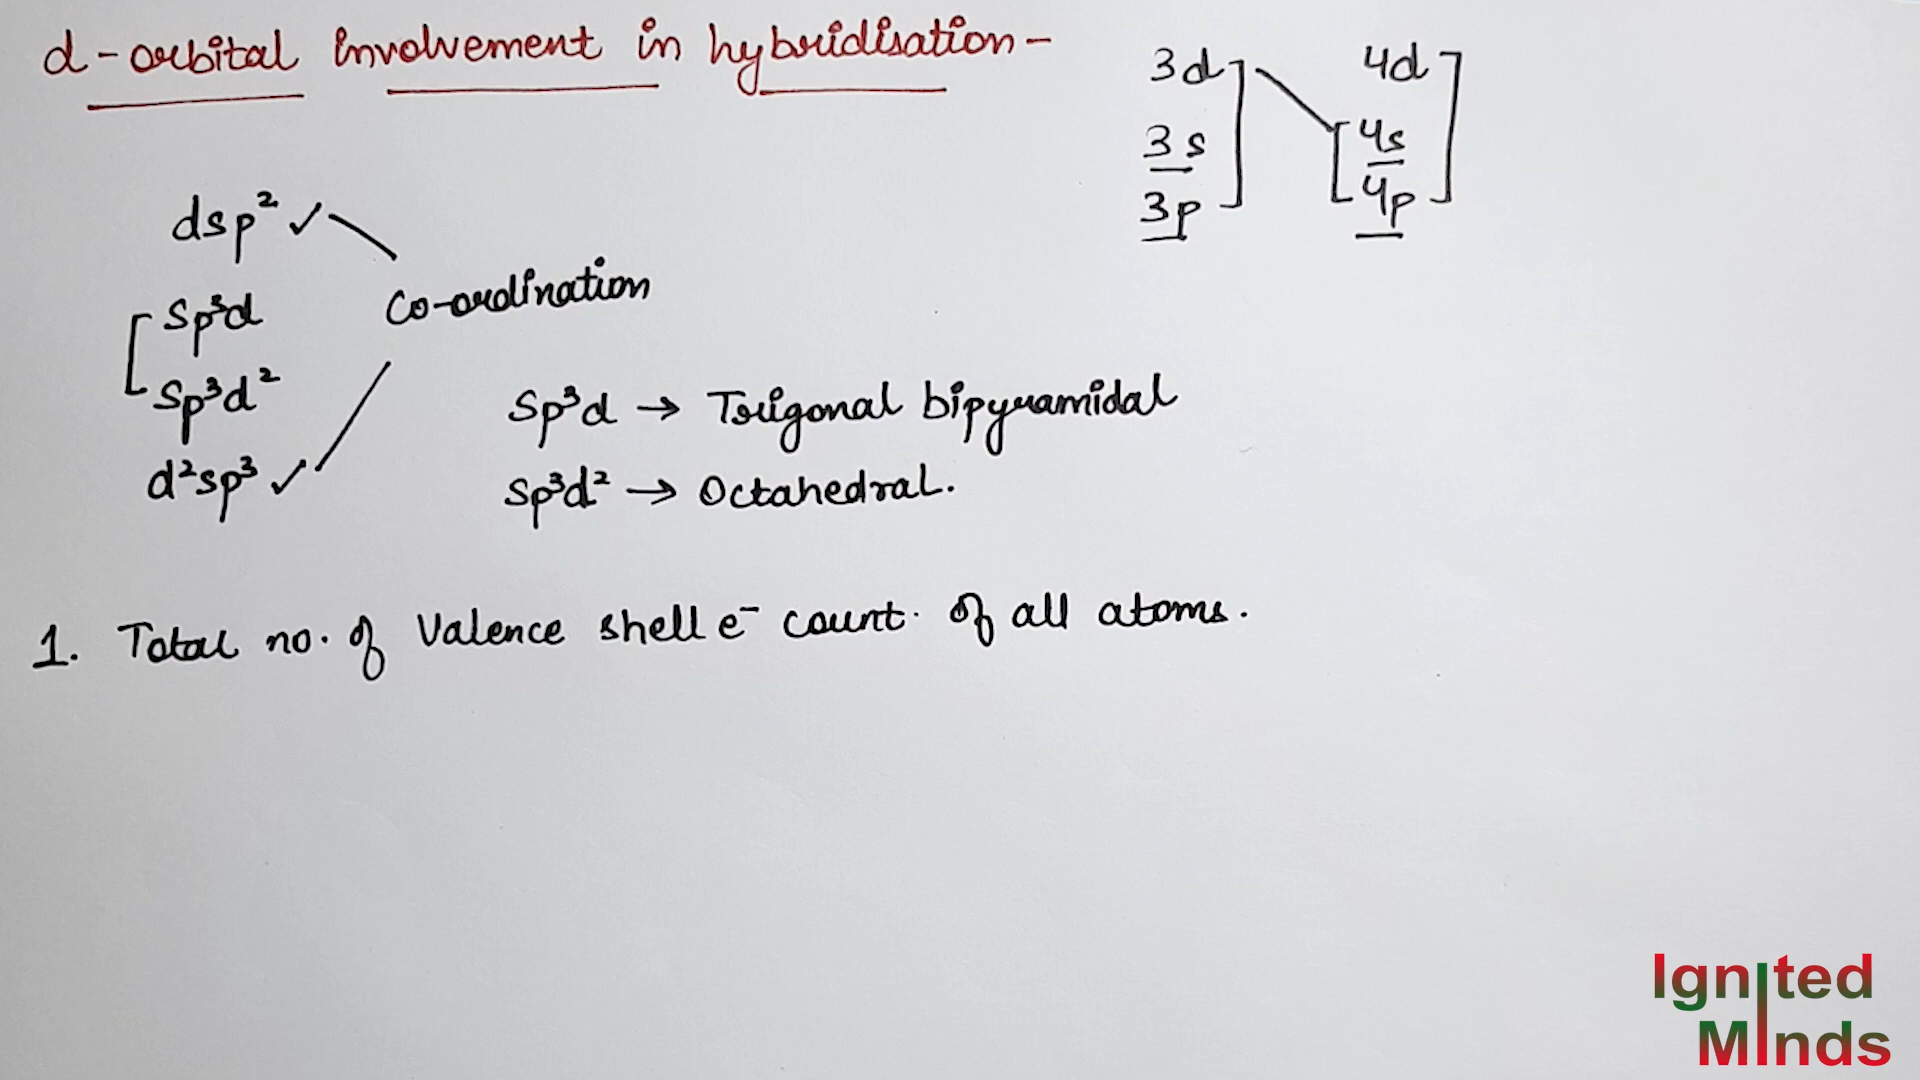 d-orbital involvement in hybridisation-
3d 4d
3s 4s
3p 4p
dsp² ✓
sp³d
Co-ordination
sp³d²
d²sp³ ✓
sp³d → Trigonal bipyramidal
sp³d² → Octahedral.
1. Total no. of Valence shell e⁻ count. of all atoms.
Ignited
Minds